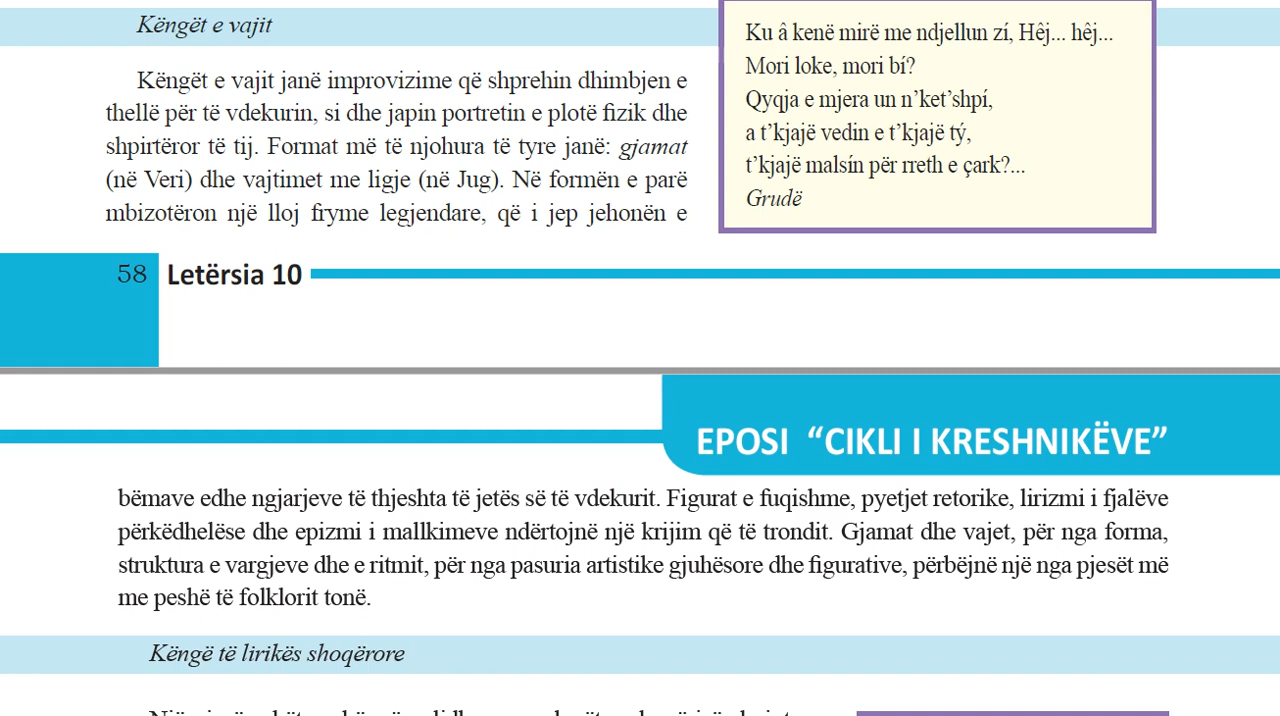 Këngët e vajit
Këngët e vajit janë improvizime që shprehin dhimbjen e
thellë për të vdekurin, si dhe japin portretin e plotë fizik dhe
shpirtëror të tij. Format më të njohura të tyre janë: gjamat
(në Veri) dhe vajtimet me ligje (në Jug). Në formën e parë
mbizotëron një lloj fryme legjendare, që i jep jehonën e
Ku â kenë mirë me ndjellun zí, Hêj... hêj...
Mori loke, mori bí?
Qyqja e mjera un n’ket’shpí,
a t’kjajë vedin e t’kjajë tý,
t’kjajë malsín për rreth e çark?...
Grudë
58 Letërsia 10
EPOSI “CIKLI I KRESHNIKËVE”
bëmave edhe ngjarjeve të thjeshta të jetës së të vdekurit. Figurat e fuqishme, pyetjet retorike, lirizmi i fjalëve
përkëdhelëse dhe epizmi i mallkimeve ndërtojnë një krijim që të trondit. Gjamat dhe vajet, për nga forma,
struktura e vargjeve dhe e ritmit, për nga pasuria artistike gjuhësore dhe figurative, përbëjnë një nga pjesët më
me peshë të folklorit tonë.
Këngë të lirikës shoqërore